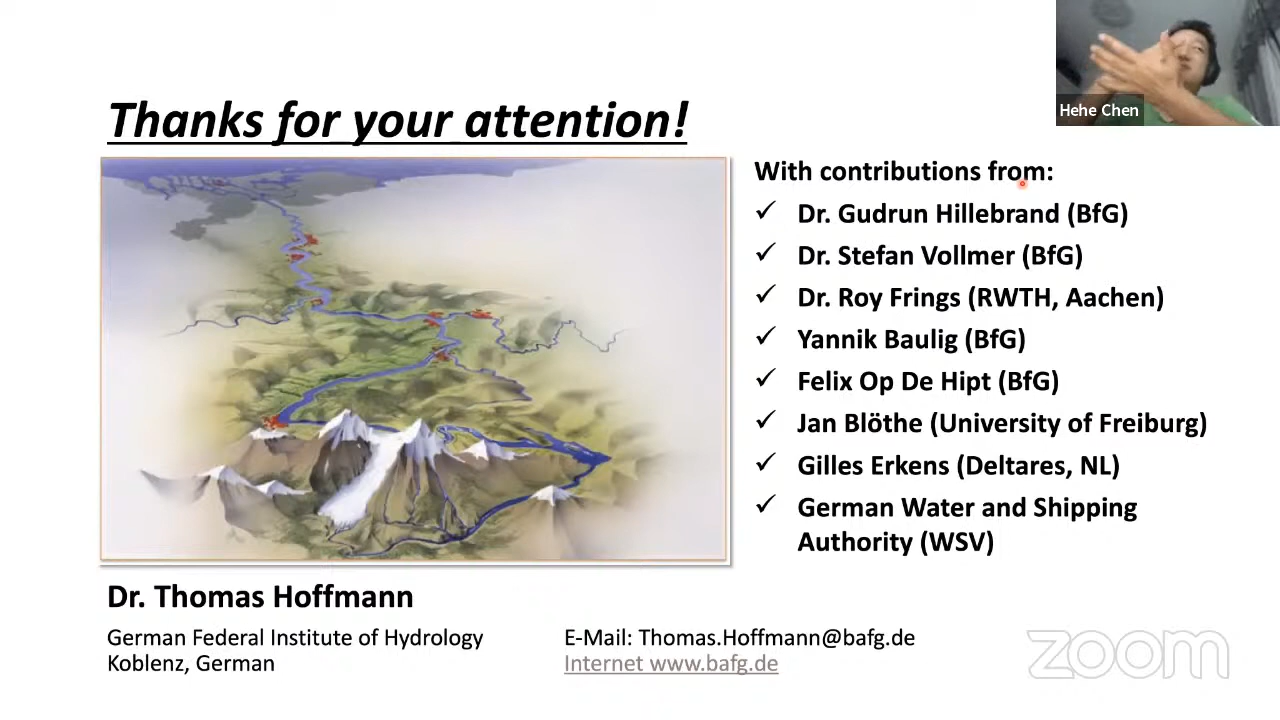 Hehe Chen
Thanks for your attention!
With contributions from:
✓ Dr. Gudrun Hillebrand (BfG)
✓ Dr. Stefan Vollmer (BfG)
✓ Dr. Roy Frings (RWTH, Aachen)
✓ Yannik Baulig (BfG)
✓ Felix Op De Hipt (BfG)
✓ Jan Blöthe (University of Freiburg)
✓ Gilles Erkens (Deltares, NL)
✓ German Water and Shipping
Authority (WSV)
Dr. Thomas Hoffmann
German Federal Institute of Hydrology
Koblenz, German
E-Mail: Thomas.Hoffmann@bafg.de
Internet www.bafg.de
zoom